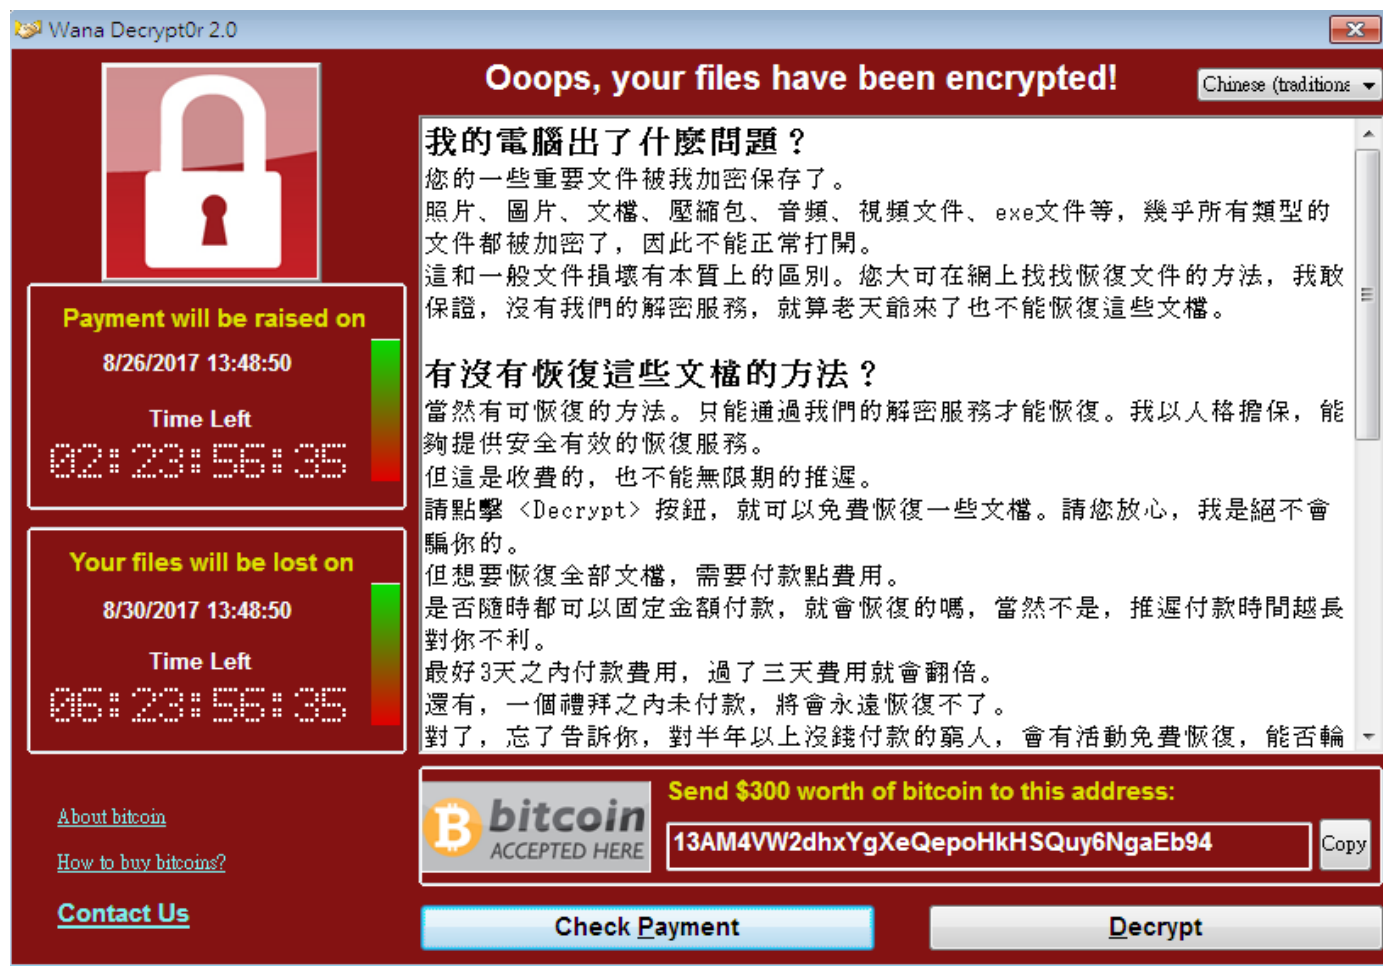 Wana Decrypt0r 2.0
Ooops, your files have been encrypted!
Chinese (traditiona
Payment will be raised on
8/26/2017 13:48:50
Time Left
02:23:56:35
Your files will be lost on
8/30/2017 13:48:50
Time Left
06:23:56:35
About bitcoin
How to buy bitcoins?
Contact Us
我的電腦出了什麼問題？
您的一些重要文件被我加密保存了。
照片、圖片、文檔、壓縮包、音頻、視頻文件、exe文件等，幾乎所有類型的
文件都被加密了，因此不能正常打開。
這和一般文件損壞有本質上的區別。您大可在網上找找恢復文件的方法，我敢
保證，沒有我們的解密服務，就算老天爺來了也不能恢復這些文檔。
有沒有恢復這些文檔的方法？
當然有可恢復的方法。只能通過我們的解密服務才能恢復。我以人格擔保，能
夠提供安全有效的恢復服務。
但這是收費的，也不能無限期的推遲。
請點擊 <Decrypt> 按鈕，就可以免費恢復一些文檔。請您放心，我是絕不會
騙你的。
但想要恢復全部文檔，需要付款點費用。
是否隨時都可以固定金額付款，就會恢復的嗎，當然不是，推遲付款時間越長
對你不利。
最好3天之內付款費用，過了三天費用就會翻倍。
還有，一個禮拜之內未付款，將會永遠恢復不了。
對了，忘了告訴你，對半年以上沒錢付款的窮人，會有活動免費恢復，能否輪
bitcoin
ACCEPTED HERE
Send $300 worth of bitcoin to this address:
13AM4VW2dhxYgXeQepoHkHSQuy6NgaEb94
Copy
Check Payment
Decrypt